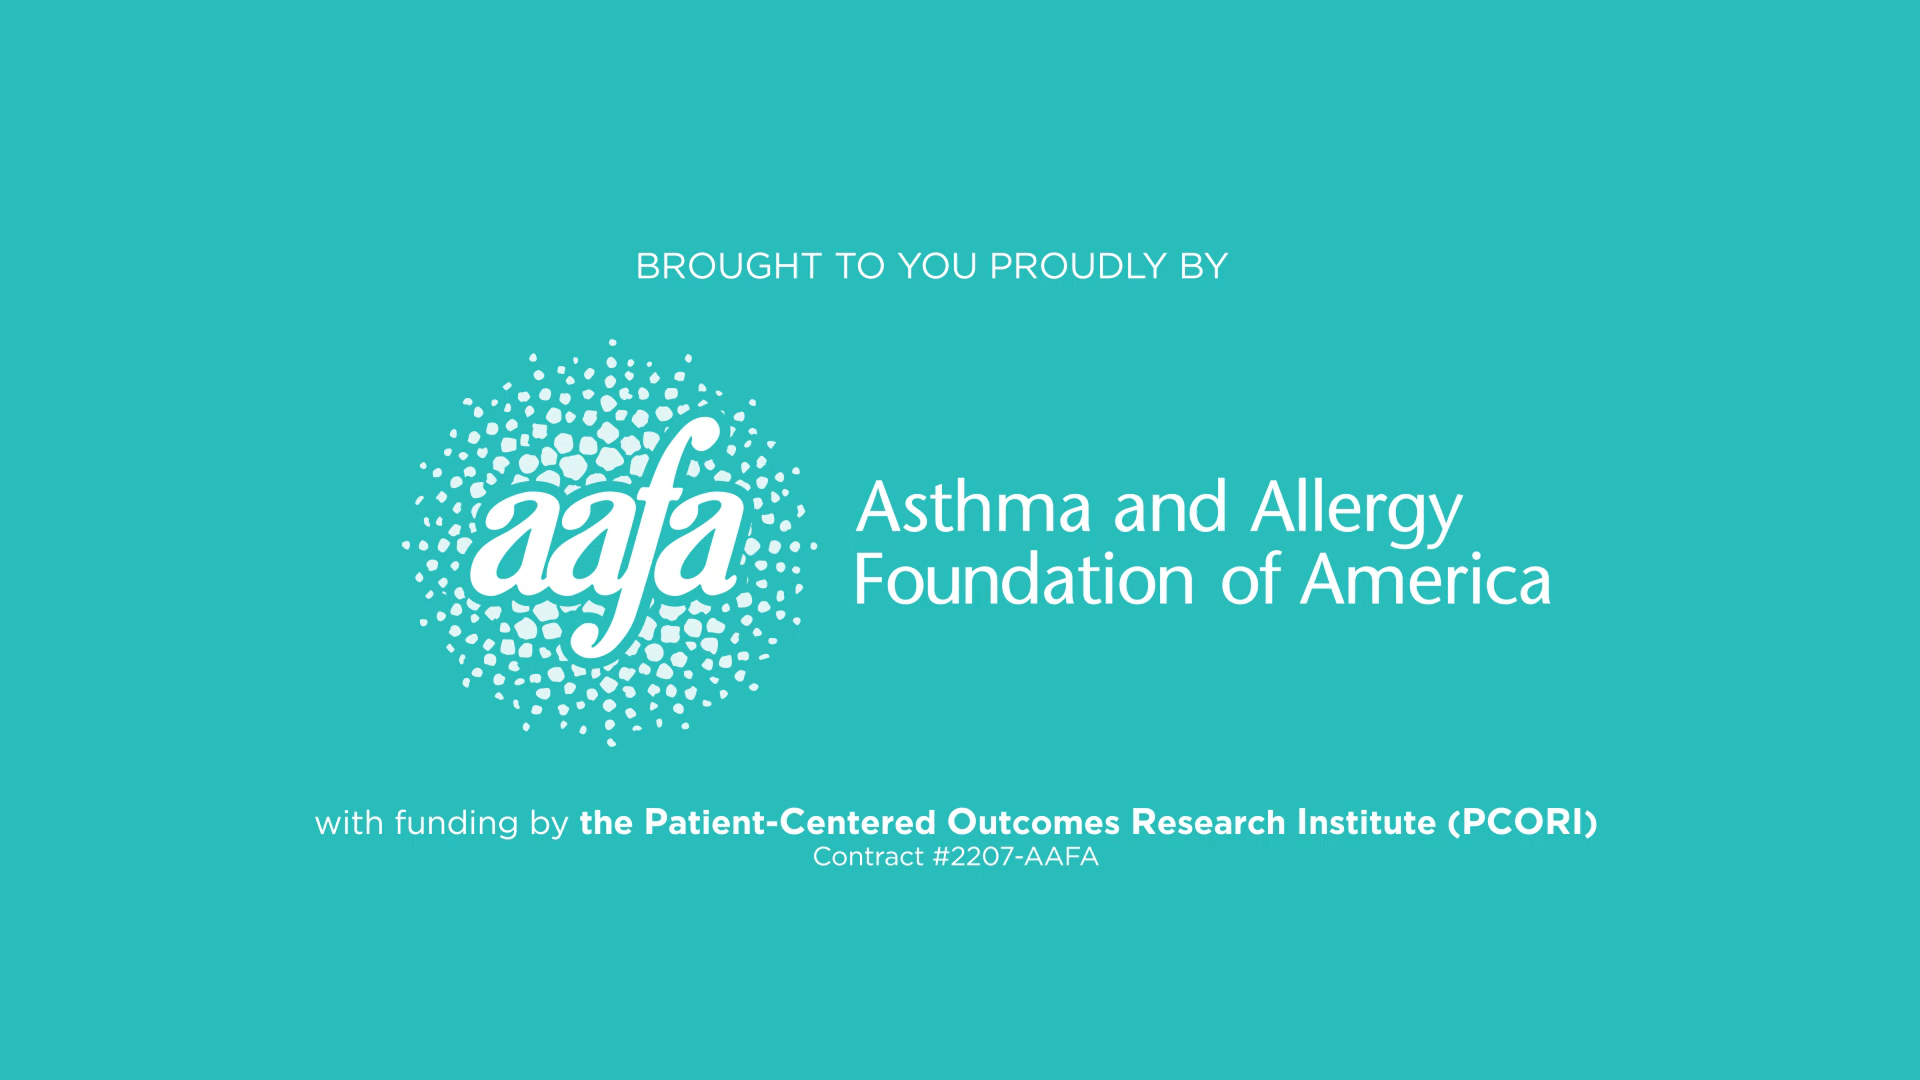 BROUGHT TO YOU PROUDLY BY
aafa
Asthma and Allergy
Foundation of America
with funding by the Patient-Centered Outcomes Research Institute (PCORI)
Contract #2207-AAFA